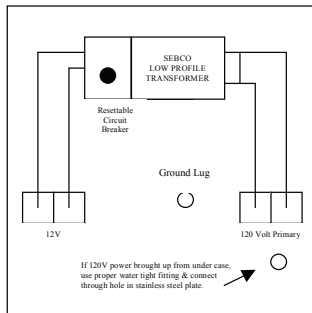 SEBCO
LOW PROFILE
TRANSFORMER
Resettable
Circuit
Breaker
Ground Lug
12V
120 Volt Primary
If 120V power brought up from under case,
use proper water tight fitting & connect
through hole in stainless steel plate.